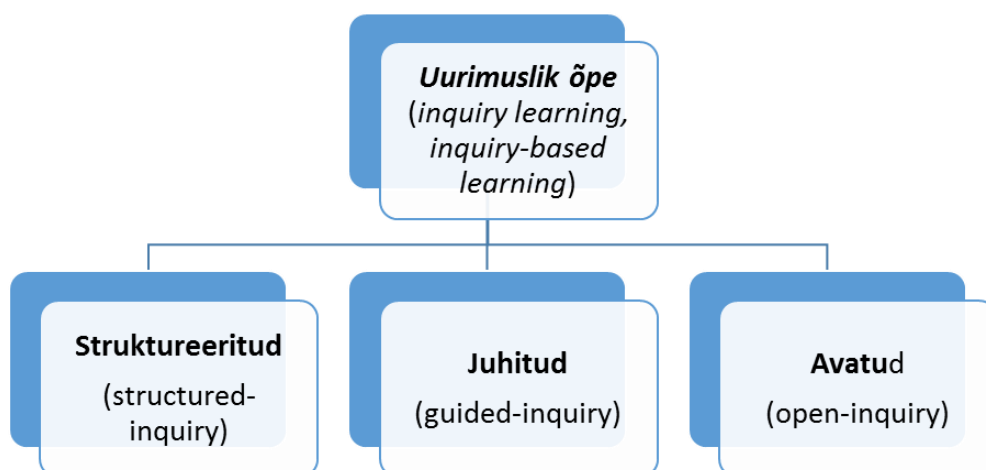 Uurimuslik õpe
(inquiry learning,
inquiry-based
learning)
Struktureeritud
(structured-
inquiry)
Juhitud
(guided-inquiry)
Avatud
(open-inquiry)